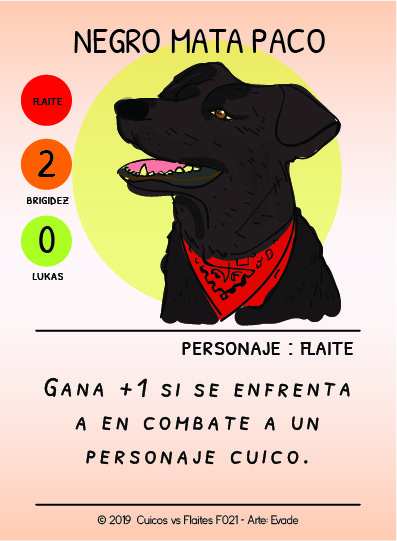 NEGRO MATA PACO
FLAITE
2
BRIGIDEZ
0
LUKAS
PERSONAJE : FLAITE
GANA +1 SI SE ENFRENTA
A EN COMBATE A UN
PERSONAJE CUICO.
© 2019 Cuicos vs Flaites F021 - Arte: Evade